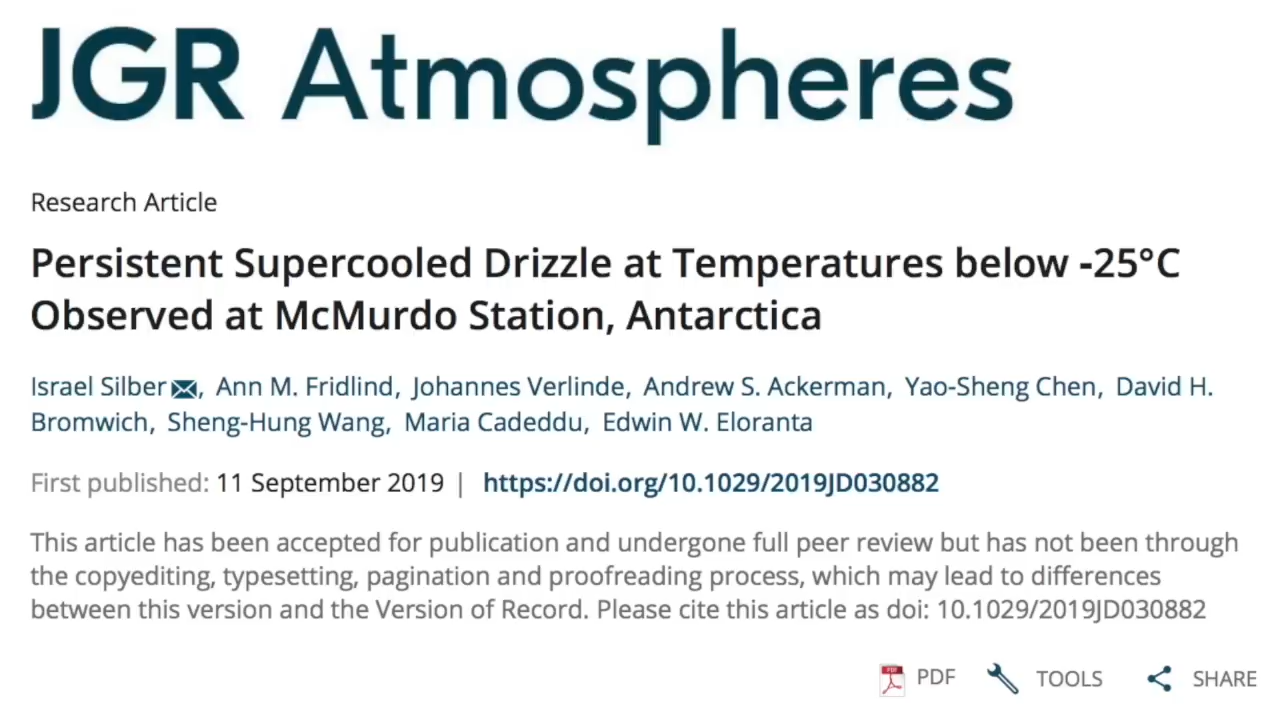 JGR Atmospheres
Research Article
Persistent Supercooled Drizzle at Temperatures below -25°C
Observed at McMurdo Station, Antarctica
Israel Silber, Ann M. Fridlind, Johannes Verlinde, Andrew S. Ackerman, Yao-Sheng Chen, David H.
Bromwich, Sheng-Hung Wang, Maria Cadeddu, Edwin W. Eloranta
First published: 11 September 2019 | https://doi.org/10.1029/2019JD030882
This article has been accepted for publication and undergone full peer review but has not been through
the copyediting, typesetting, pagination and proofreading process, which may lead to differences
between this version and the Version of Record. Please cite this article as doi: 10.1029/2019JD030882
PDF PDF TOOLS SHARE